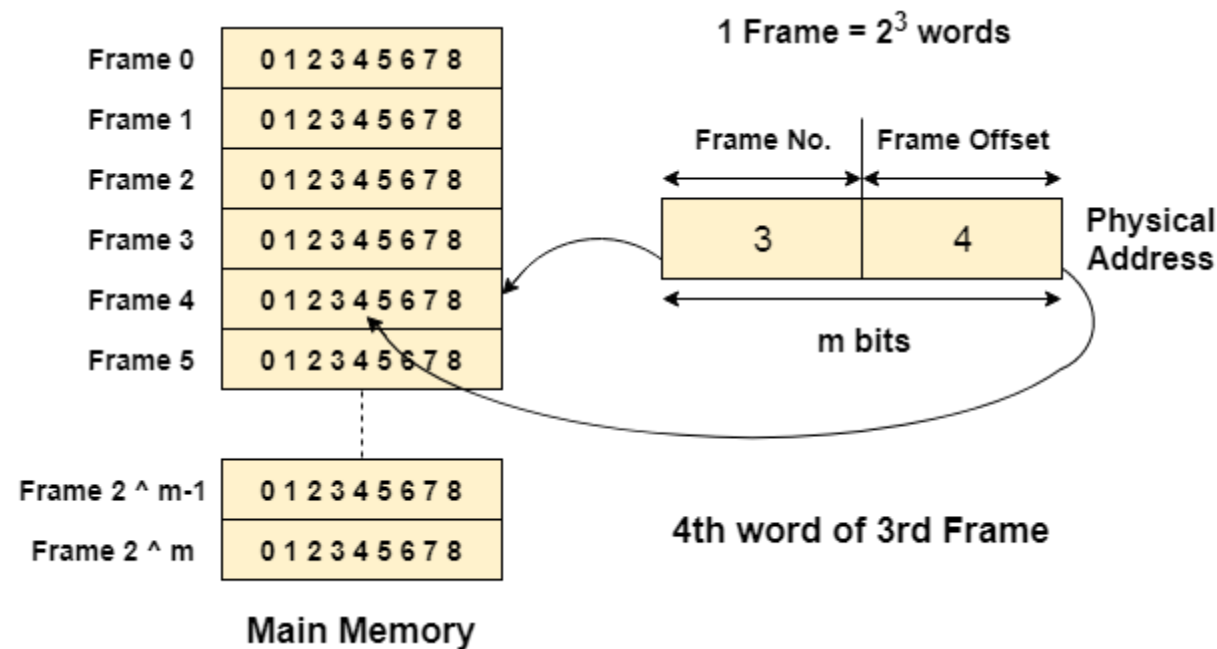 1 Frame = 2³ words
Frame 0 0 1 2 3 4 5 6 7 8
Frame 1 0 1 2 3 4 5 6 7 8
Frame 2 0 1 2 3 4 5 6 7 8
Frame 3 0 1 2 3 4 5 6 7 8
Frame 4 0 1 2 3 4 5 6 7 8
Frame 5 0 1 2 3 4 5 6 7 8
Frame 2 ^ m-1 0 1 2 3 4 5 6 7 8
Frame 2 ^ m 0 1 2 3 4 5 6 7 8
Main Memory
Frame No. Frame Offset
3 4
Physical
Address
m bits
4th word of 3rd Frame